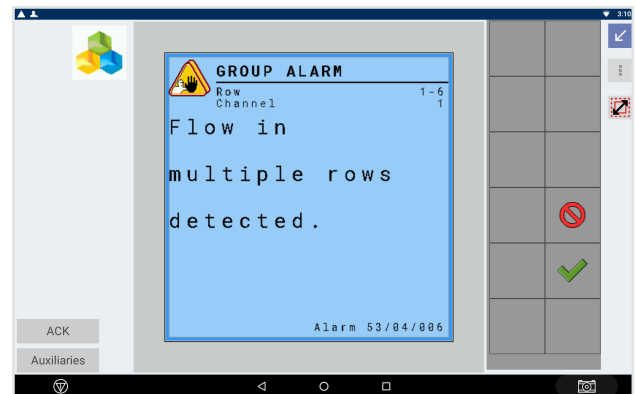 3:10
GROUP ALARM
Row 1-6
Channel 1
Flow in
multiple rows
detected.
Alarm 53/04/006
ACK
Auxiliaries